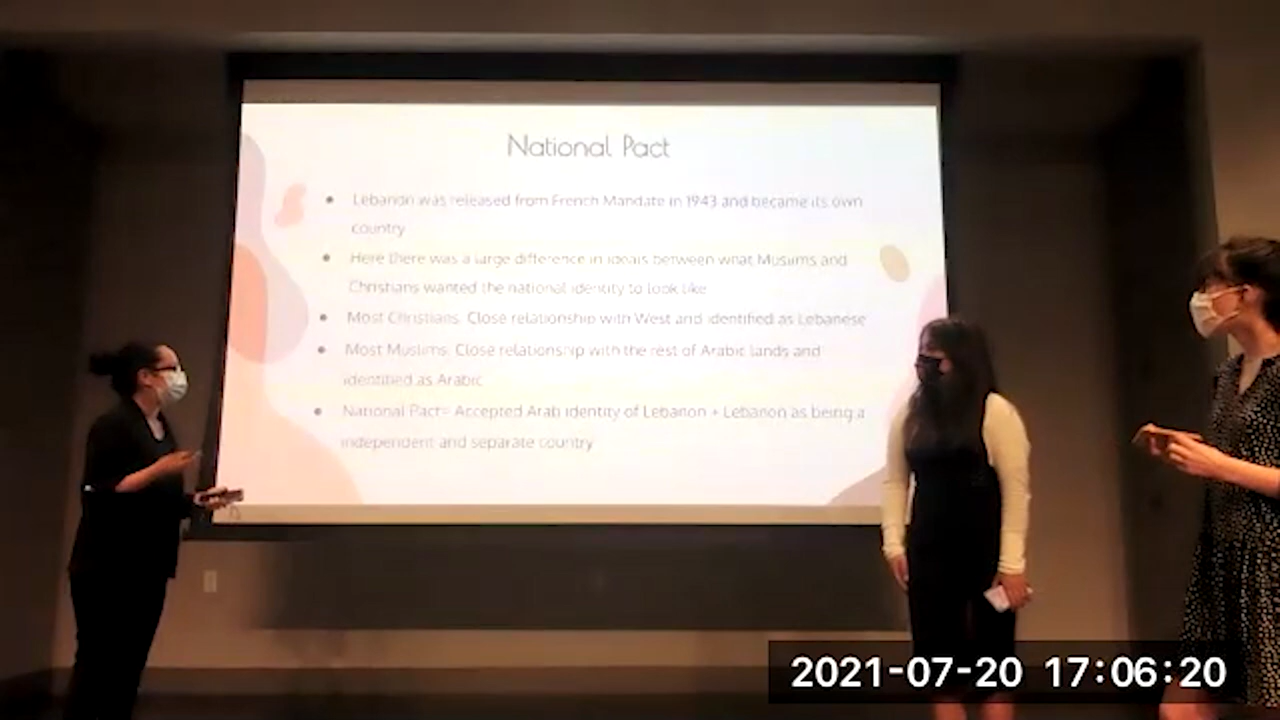 National Pact
● Lebanon was released from French Mandate in 1943 and became its own
country
● Here there was a large difference in ideals between what Muslims and
Christians wanted the national identity to look like
● Most Christians: Close relationship with West and identified as Lebanese
● Most Muslims: Close relationship with the rest of Arabic lands and
identified as Arabic
● National Pact= Accepted Arab identity of Lebanon + Lebanon as being a
independent and separate country
2021-07-20 17:06:20